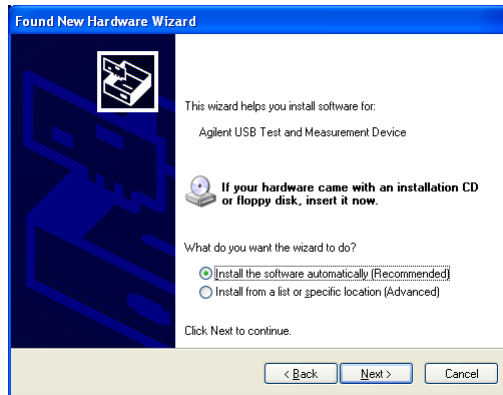 Found New Hardware Wizard
This wizard helps you install software for:
Agilent USB Test and Measurement Device
If your hardware came with an installation CD
or floppy disk, insert it now.
What do you want the wizard to do?
Install the software automatically (Recommended)
Install from a list or specific location (Advanced)
Click Next to continue.
< Back Next > Cancel